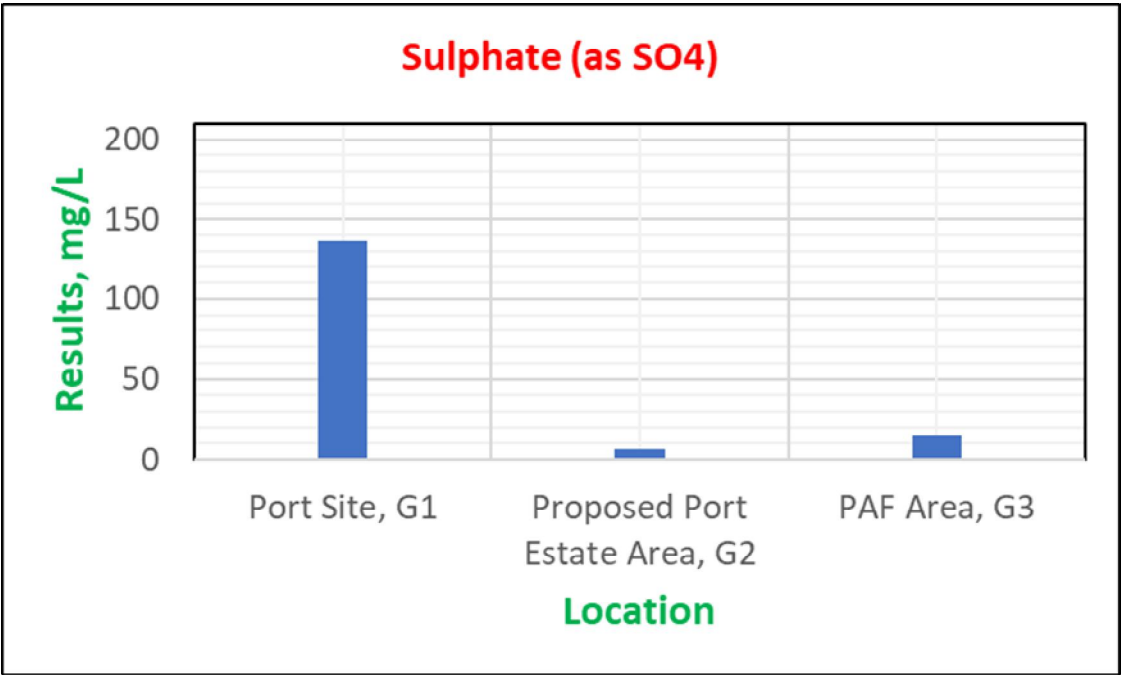 Sulphate (as SO4)
Results, mg/L
200
150
100
50
0
Port Site, G1
Proposed Port
Estate Area, G2
PAF Area, G3
Location